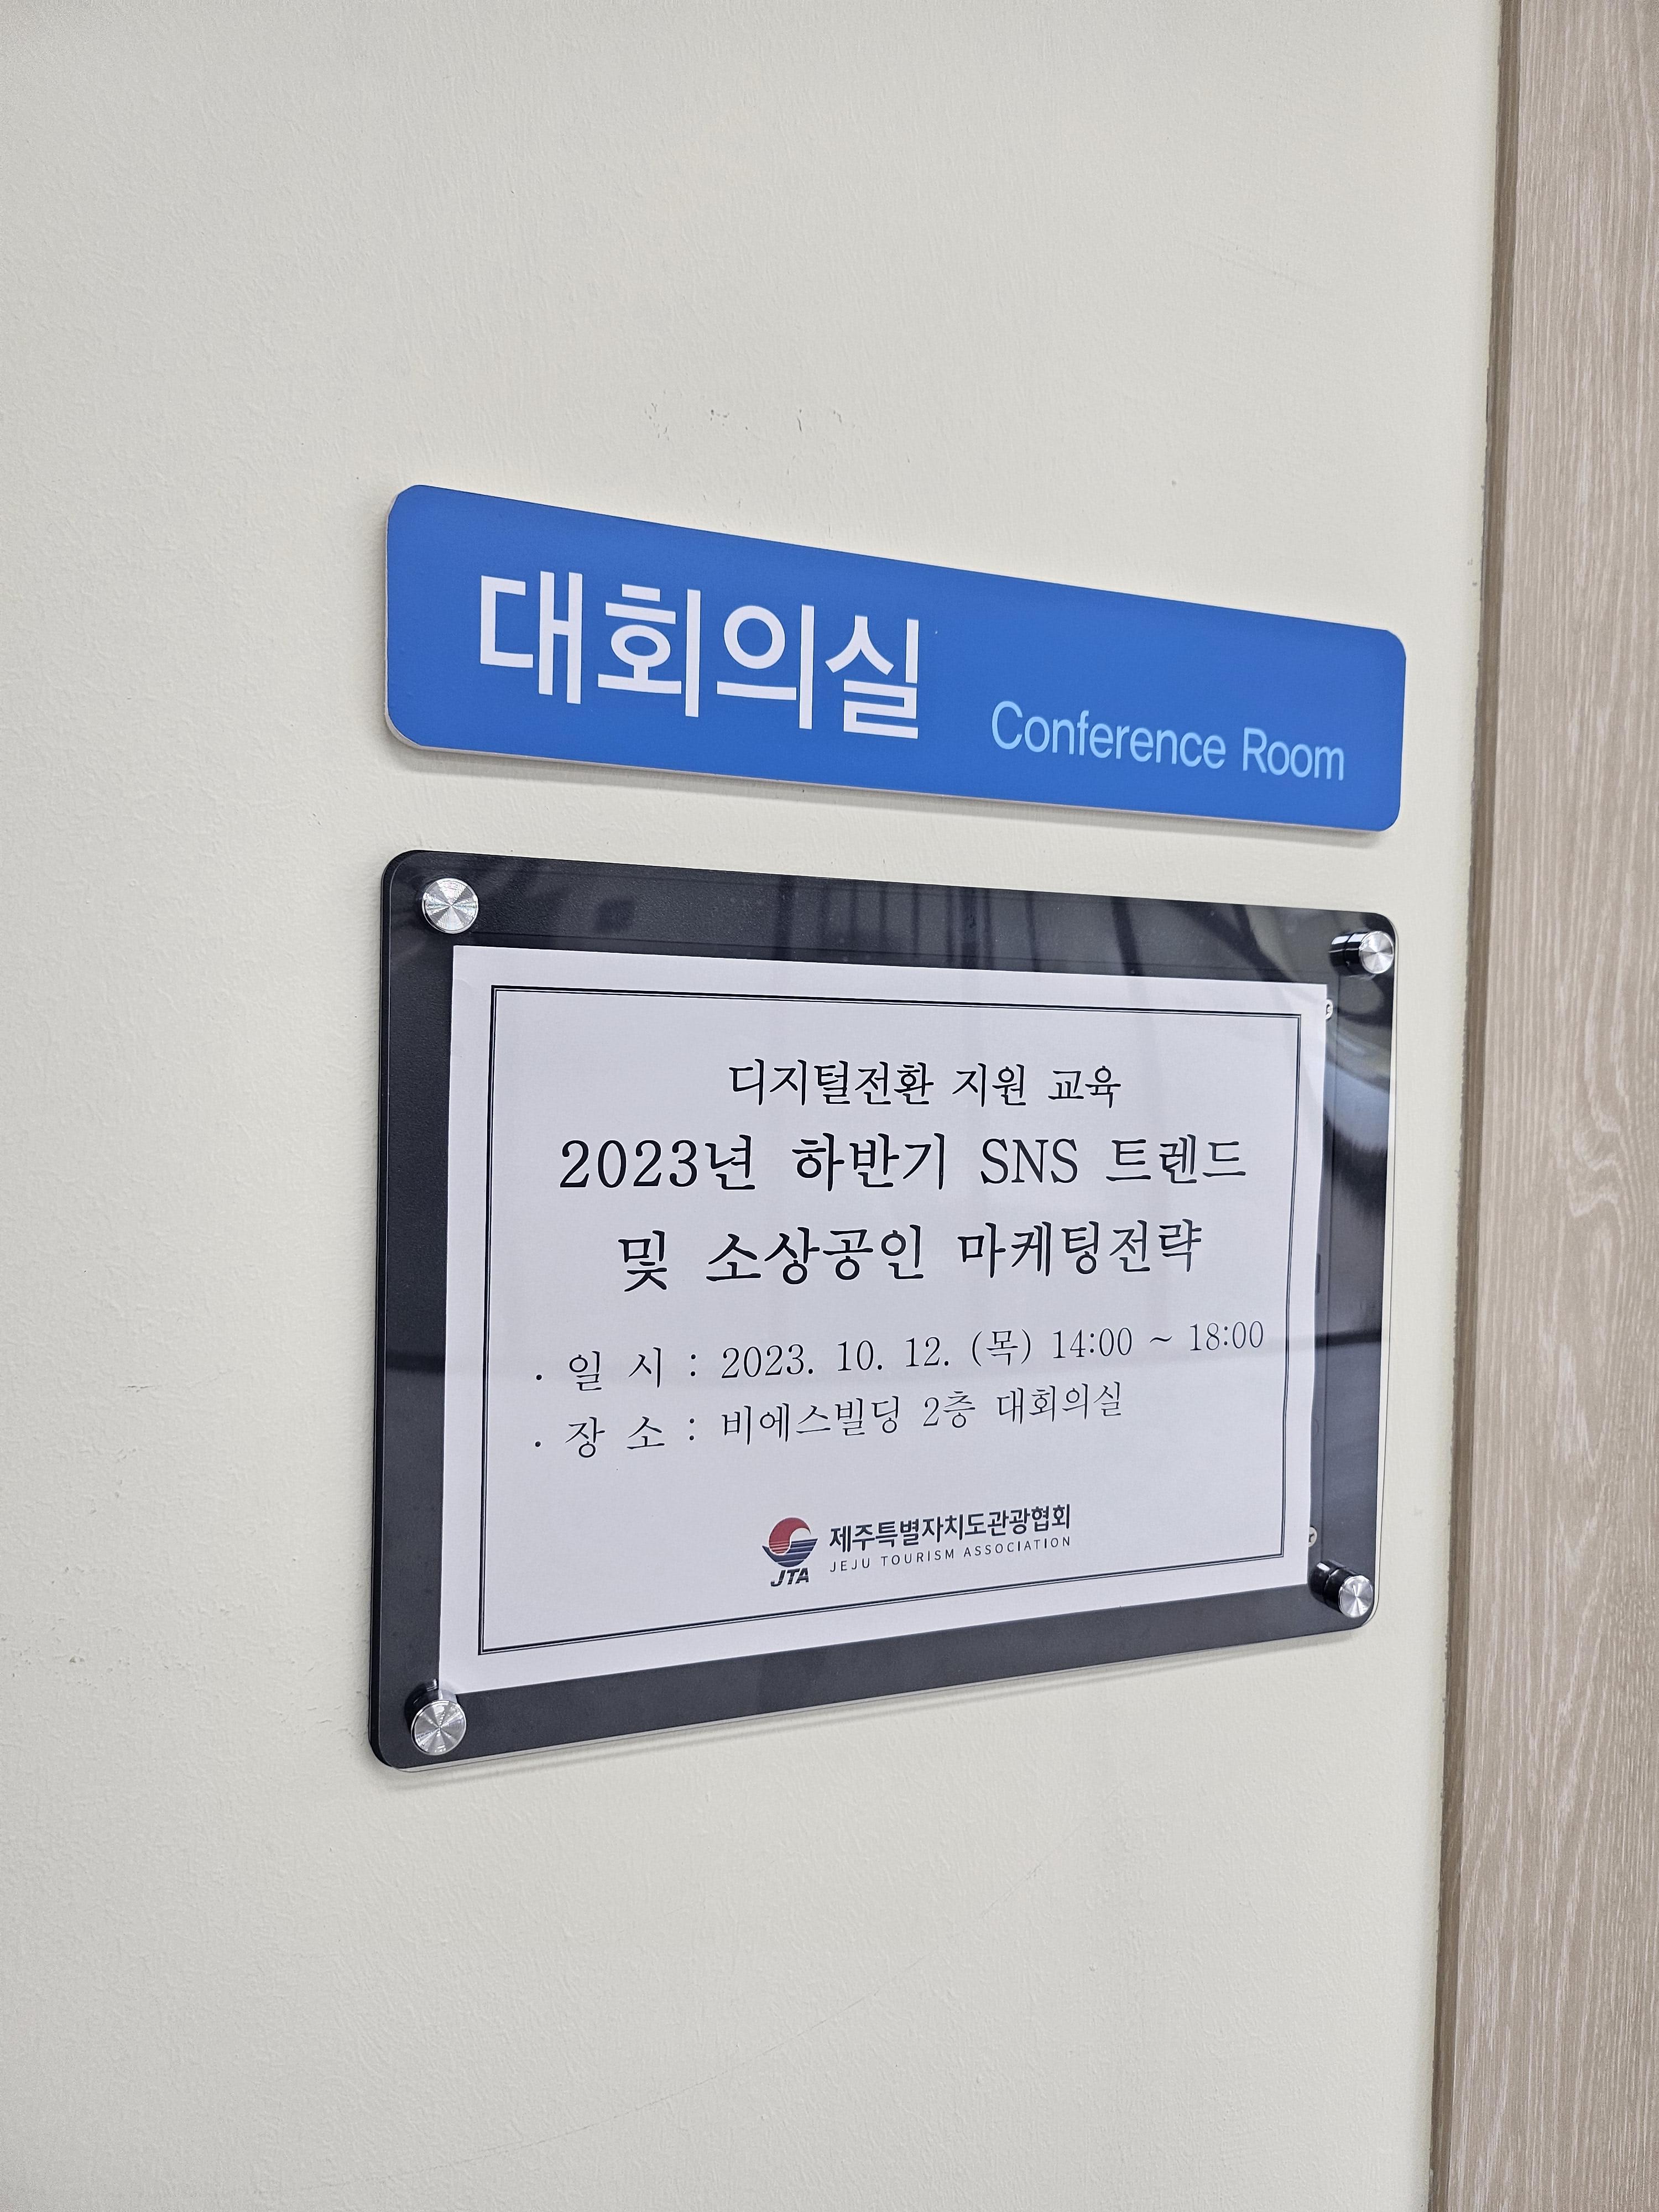 대회의실 Conference Room
디지털전환 지원 교육
2023년 하반기 SNS 트렌드
및 소상공인 마케팅전략
· 일 시 : 2023. 10. 12. (목) 14:00 ~ 18:00
· 장 소 : 비에스빌딩 2층 대회의실
제주특별자치도관광협회
JEJU TOURISM ASSOCIATION
JTA